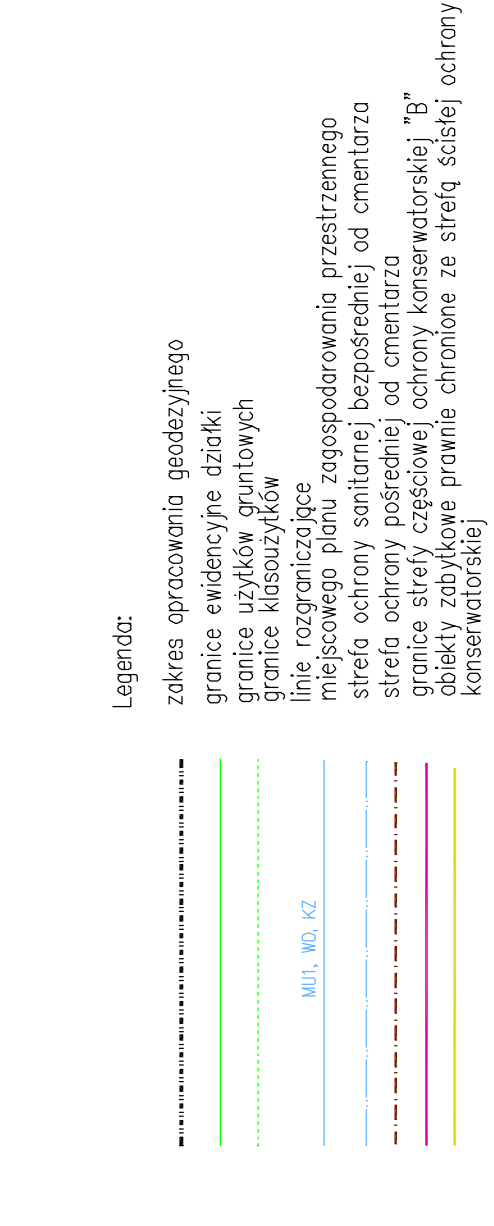 Legenda:
zakres opracowania geodezyjnego
granice ewidencyjne działki
granice użytków gruntowych
granice klasoużytków
MU1, WD, KZ
linie rozgraniczające
miejscowego planu zagospodarowania przestrzennego
strefa ochrony sanitarnej bezpośredniej od cmentarza
strefa ochrony pośredniej od cmentarza
granice strefy częściowej ochrony konserwatorskiej "B"
obiekty zabytkowe prawnie chronione ze strefą ścisłej ochrony
konserwatorskiej